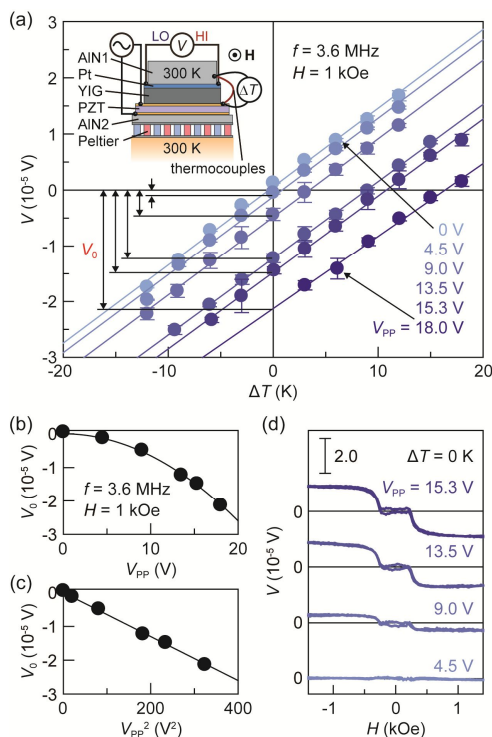 (a)
LO HI
V
H
AlN1
Pt
YIG
PZT
AlN2
Peltier
300 K
ΔT
300 K
thermocouples
f = 3.6 MHz
H = 1 kOe
V (10⁻⁵ V)
2
1
0
-1
-2
-3
V₀
0 V
4.5 V
9.0 V
13.5 V
15.3 V
V_PP = 18.0 V
-20 -10 0 10 20
ΔT (K)
(b)
V₀ (10⁻⁵ V)
0
-1
-2
-3
f = 3.6 MHz
H = 1 kOe
0 10 20
V_PP (V)
(c)
V₀ (10⁻⁵ V)
0
-1
-2
-3
0 200 400
V_PP² (V²)
(d)
2.0
ΔT = 0 K
V_PP = 15.3 V
13.5 V
9.0 V
4.5 V
V (10⁻⁵ V)
0
0
0
0
-1 0 1
H (kOe)